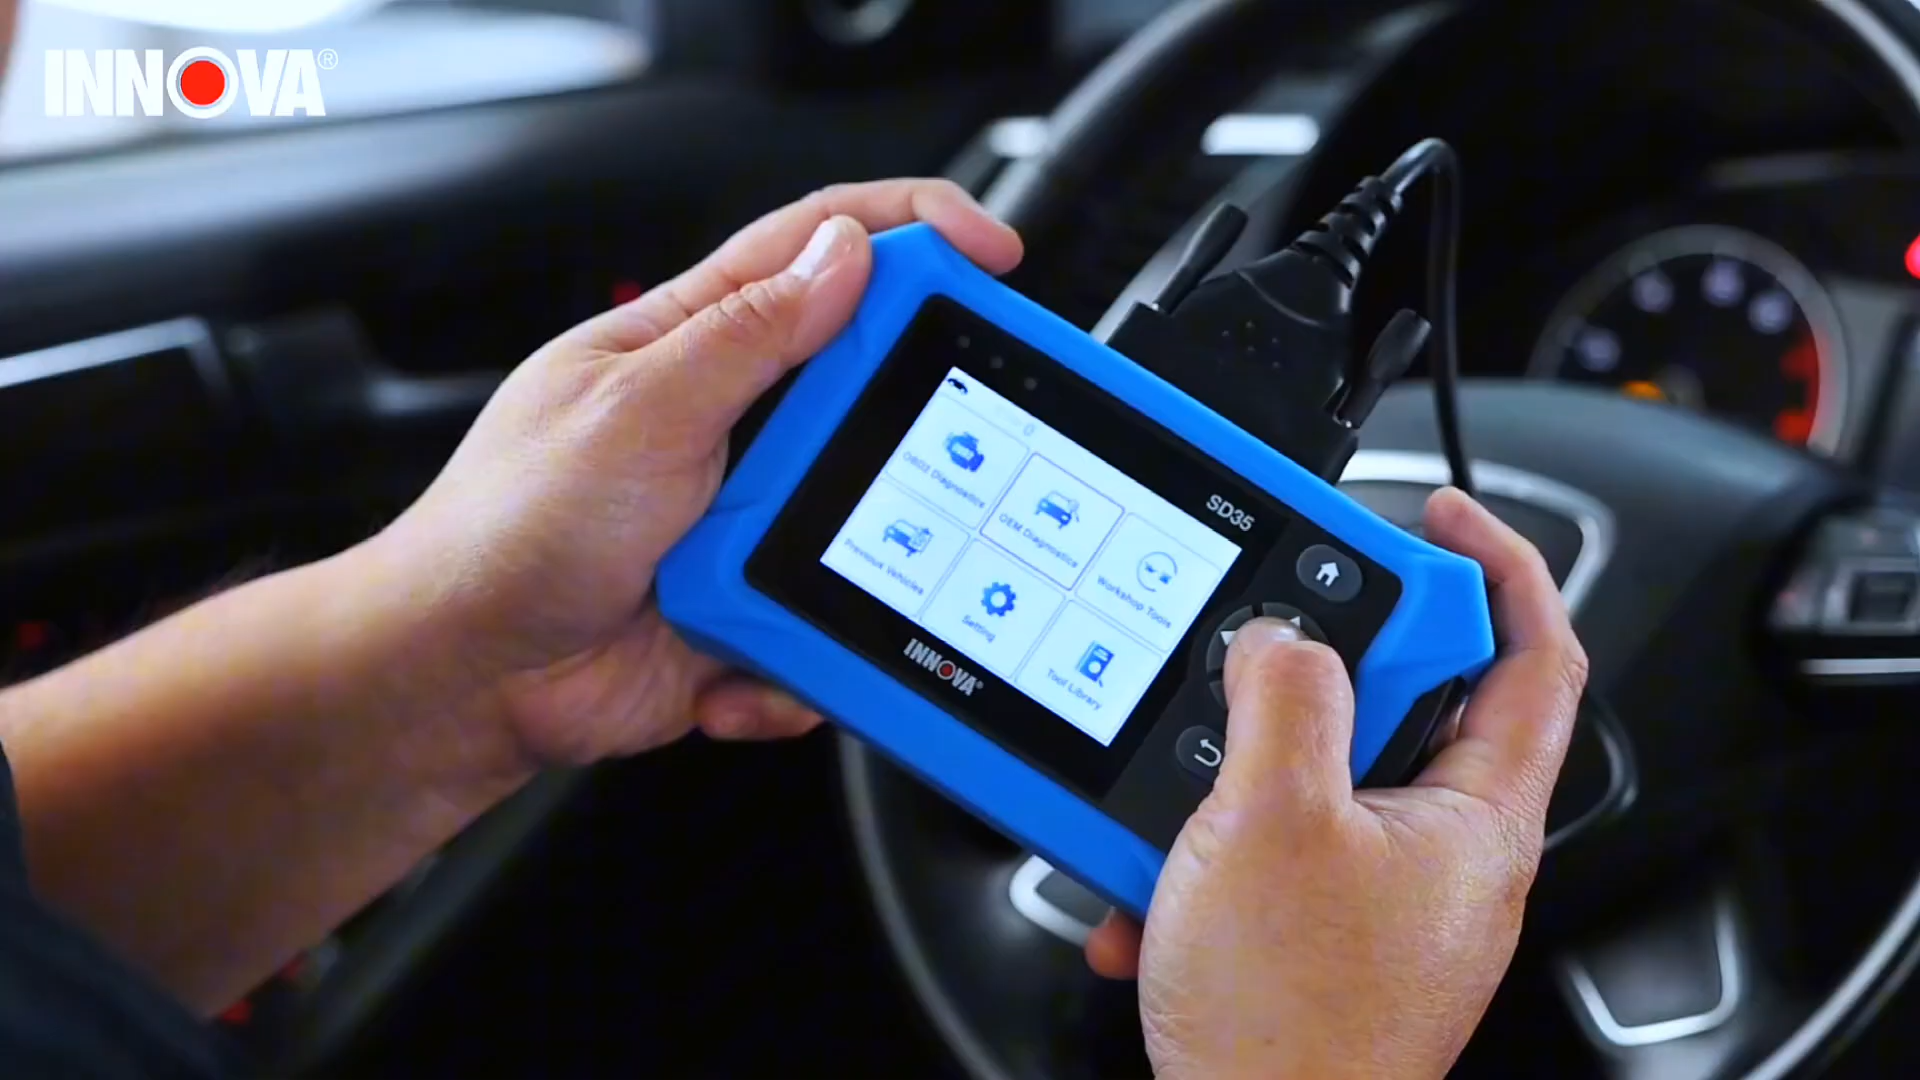 INNOVA®
SD35
OBD2 Diagnostics
OEM Diagnostics
Workshop Tools
Previous Vehicles
Setting
Tool Library
INNOVA®